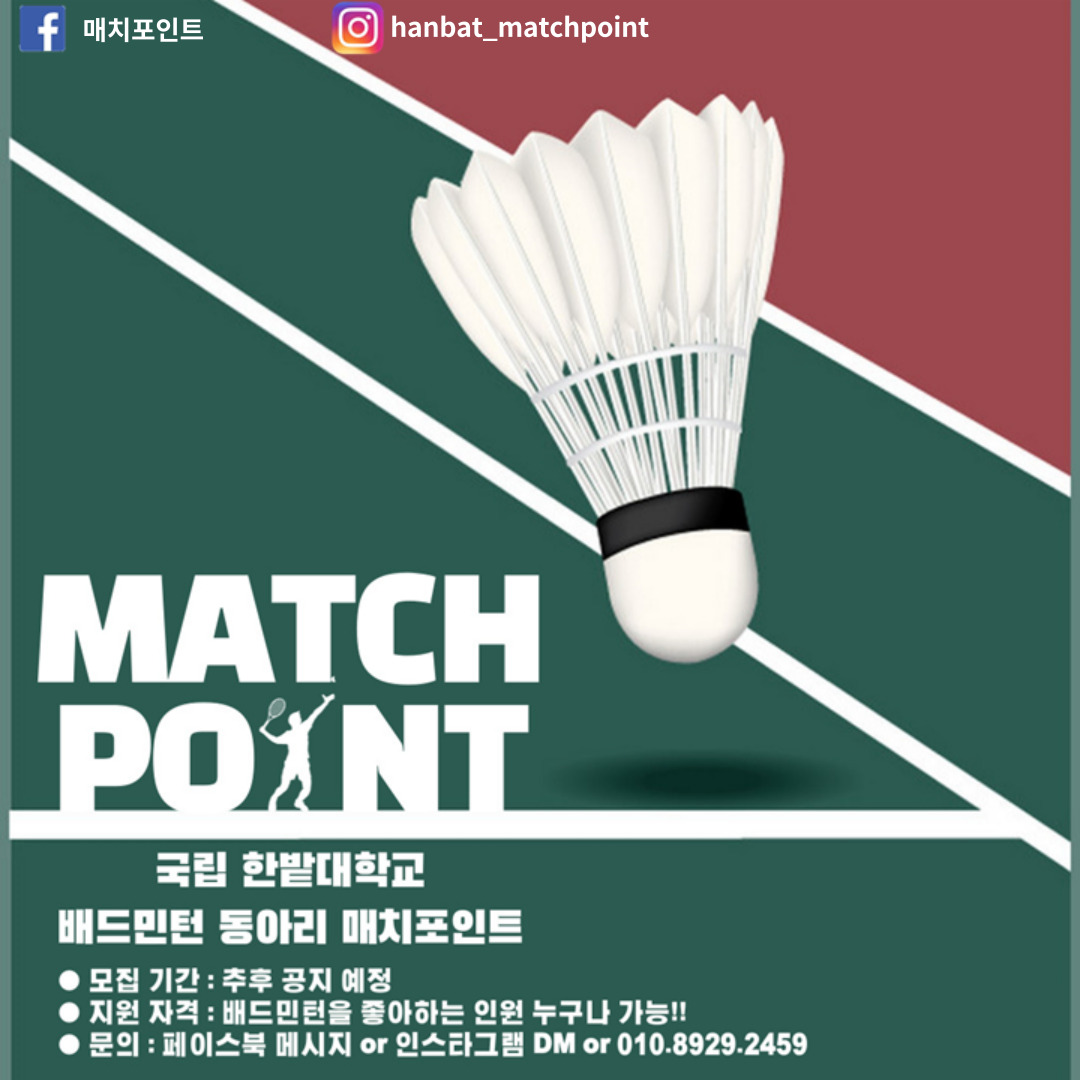 매치포인트
hanbat_matchpoint
MATCH
POINT
국립 한밭대학교
배드민턴 동아리 매치포인트
● 모집 기간 : 추후 공지 예정
● 지원 자격 : 배드민턴을 좋아하는 인원 누구나 가능!!
● 문의 : 페이스북 메시지 or 인스타그램 DM or 010.8929.2459